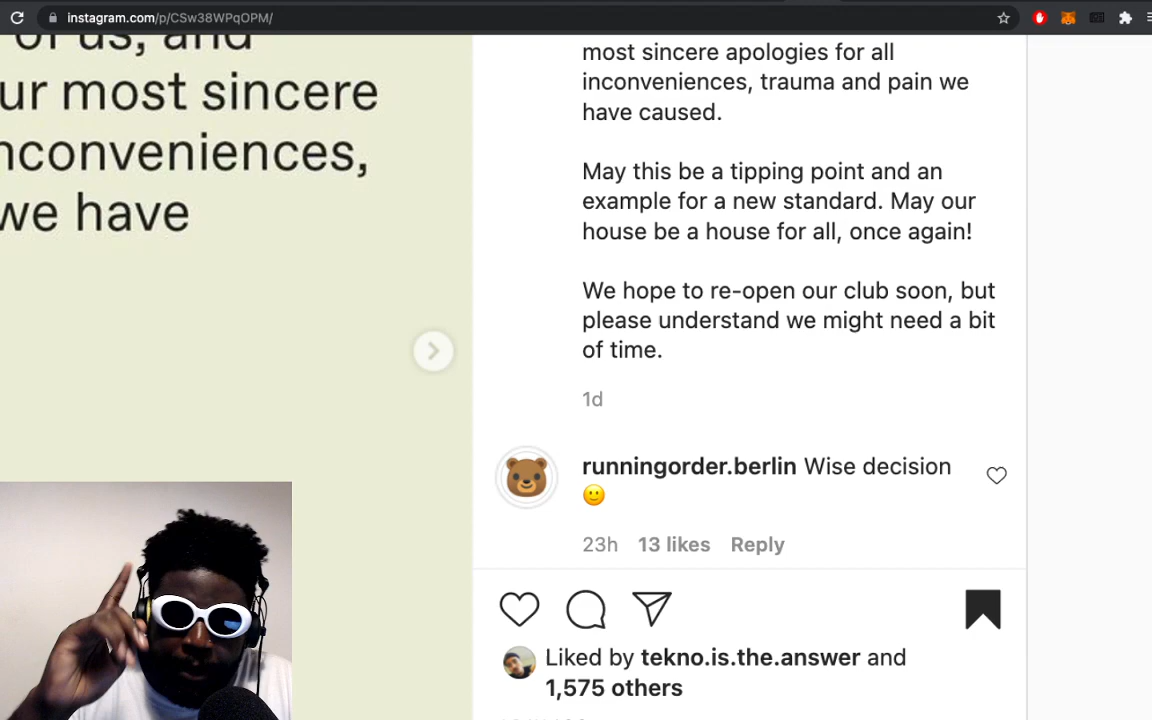 instagram.com/p/CSw38WPqOPM/
of us, and
ur most sincere
nconveniences,
we have
most sincere apologies for all
inconveniences, trauma and pain we
have caused.
May this be a tipping point and an
example for a new standard. May our
house be a house for all, once again!
We hope to re-open our club soon, but
please understand we might need a bit
of time.
1d
runningorder.berlin Wise decision
🙂
23h 13 likes Reply
Liked by tekno.is.the.answer and
1,575 others